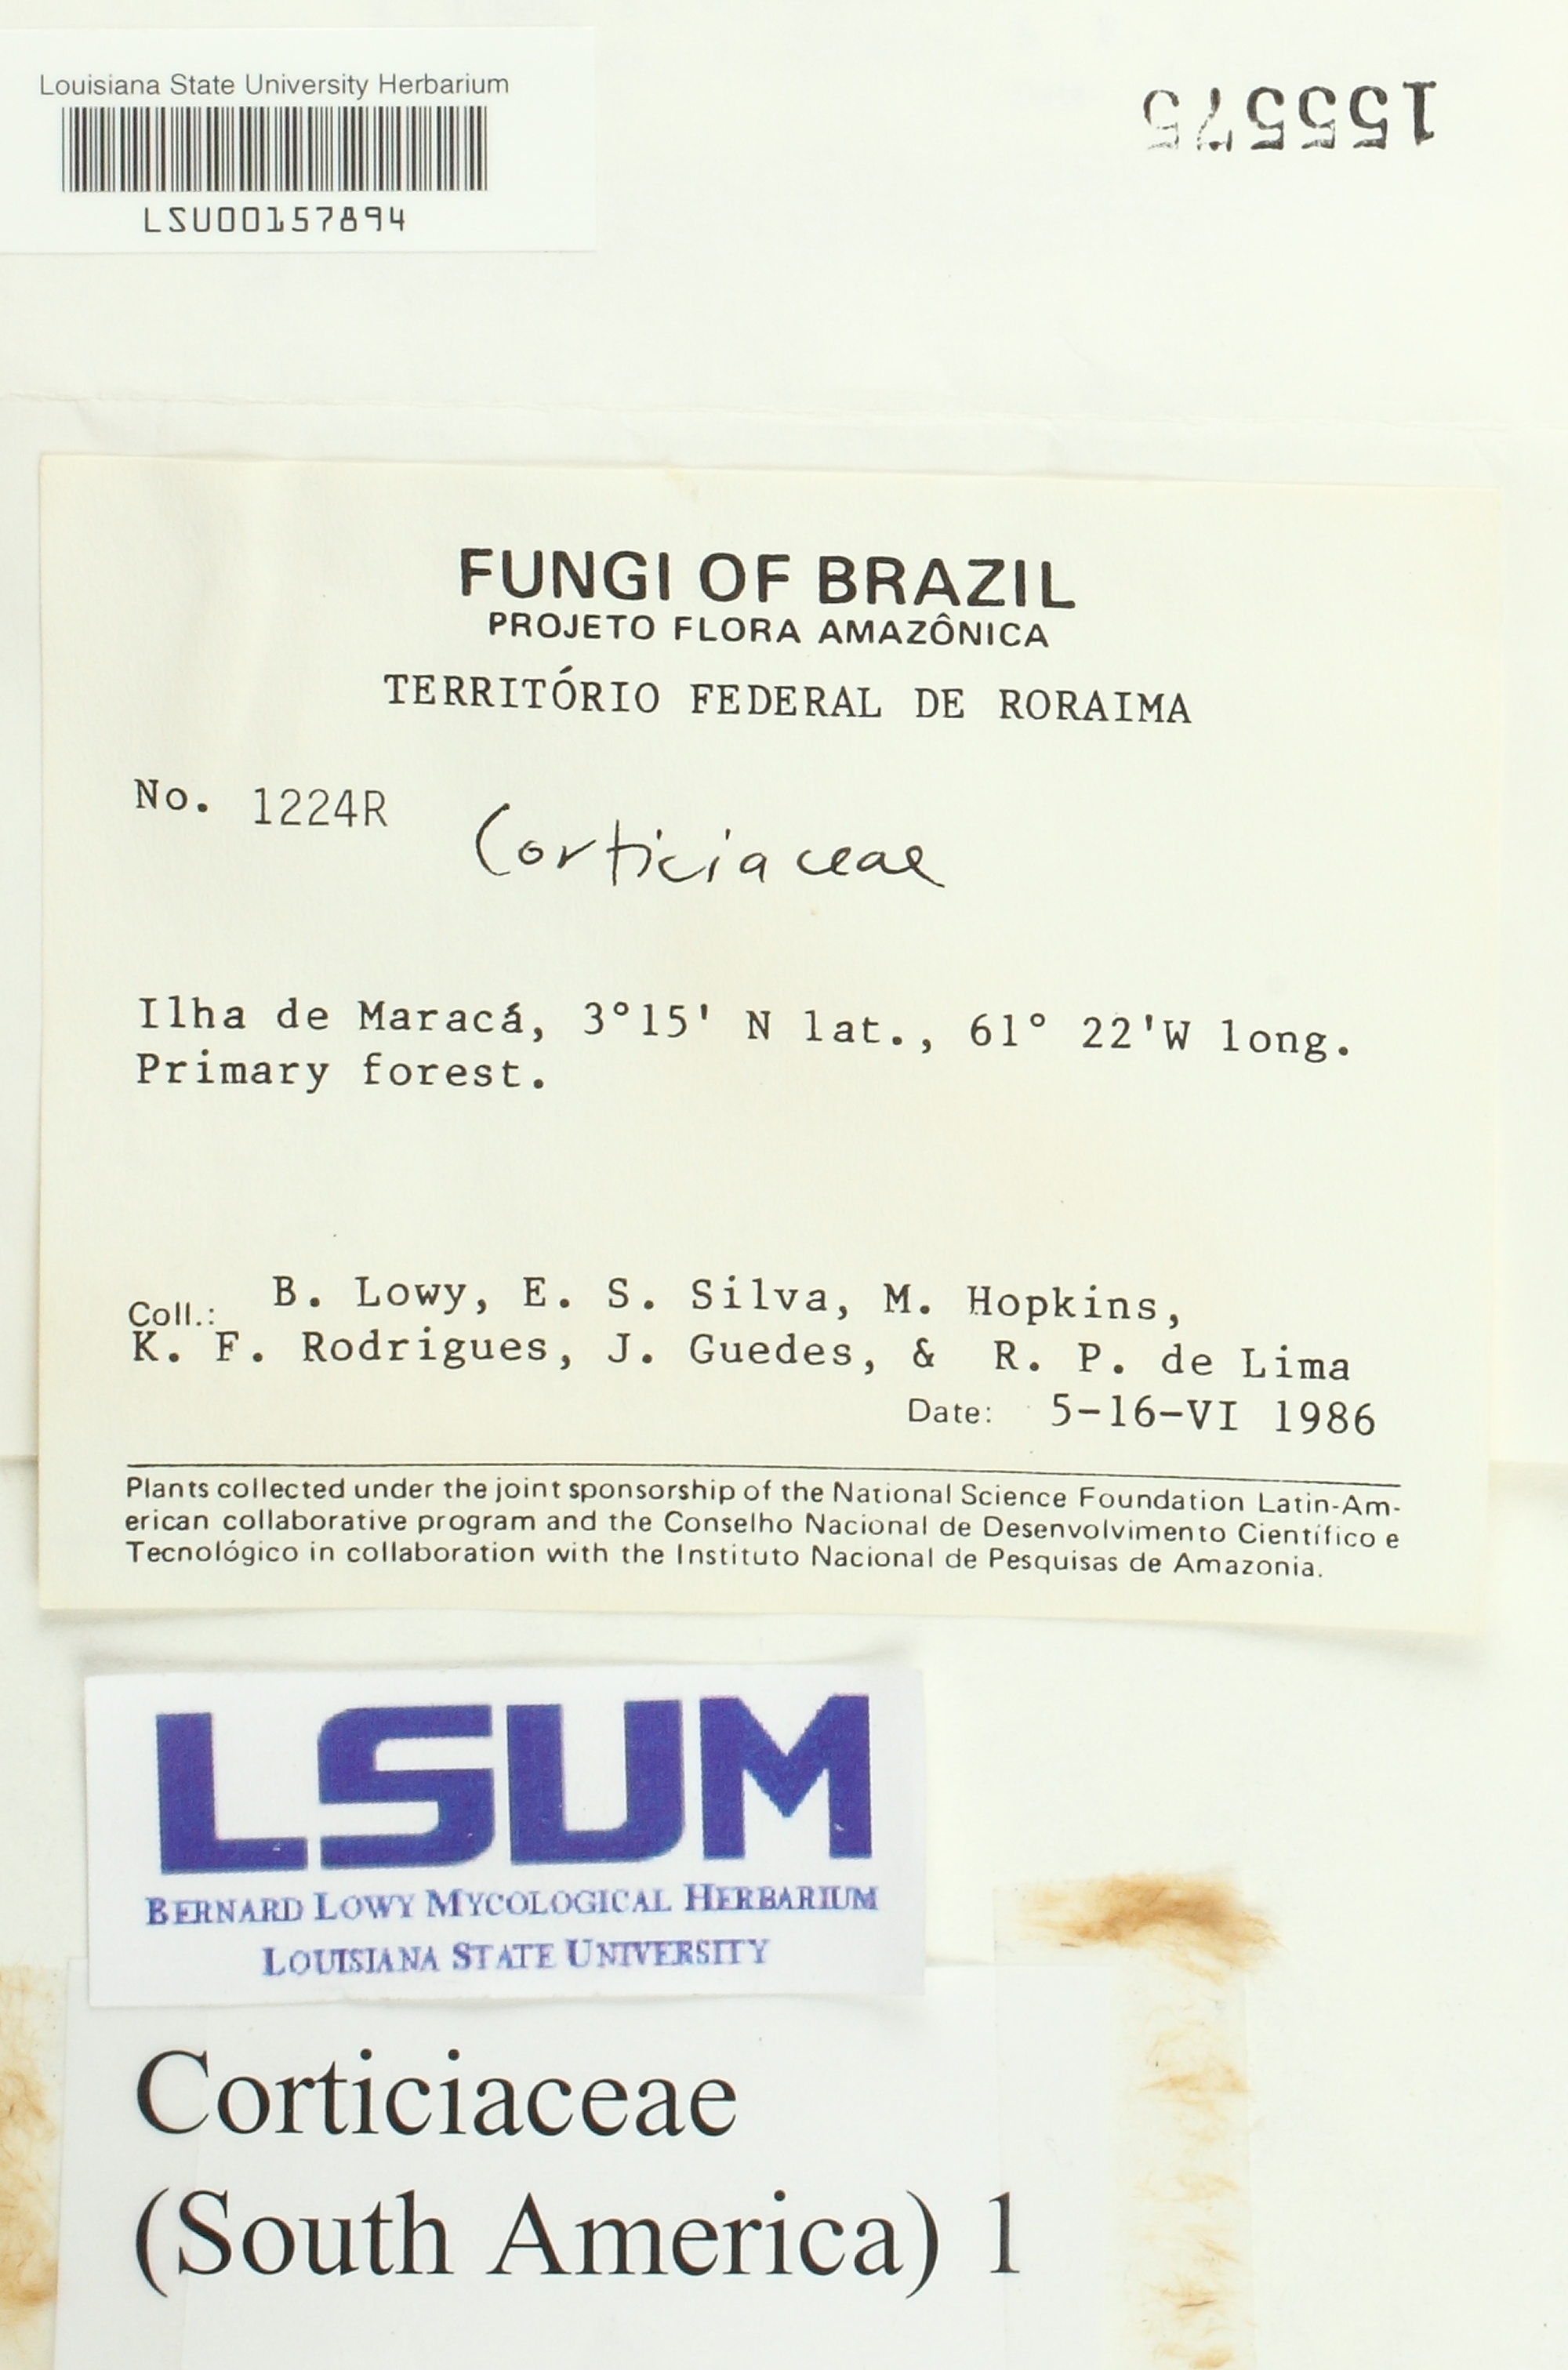 Louisiana State University Herbarium
LSU00157894
155575
FUNGI OF BRAZIL
PROJETO FLORA AMAZÔNICA
TERRITÓRIO FEDERAL DE RORAIMA
No. 1224R Corticiaceae
Ilha de Maracá, 3°15' N lat., 61° 22'W long.
Primary forest.
Coll.: B. Lowy, E. S. Silva, M. Hopkins,
K. F. Rodrigues, J. Guedes, & R. P. de Lima
Date: 5-16-VI 1986
Plants collected under the joint sponsorship of the National Science Foundation Latin-Am-
erican collaborative program and the Conselho Nacional de Desenvolvimento Científico e
Tecnológico in collaboration with the Instituto Nacional de Pesquisas de Amazonia.
LSUM
BERNARD LOWY MYCOLOGICAL HERBARIUM
LOUISIANA STATE UNIVERSITY
Corticiaceae
(South America) 1